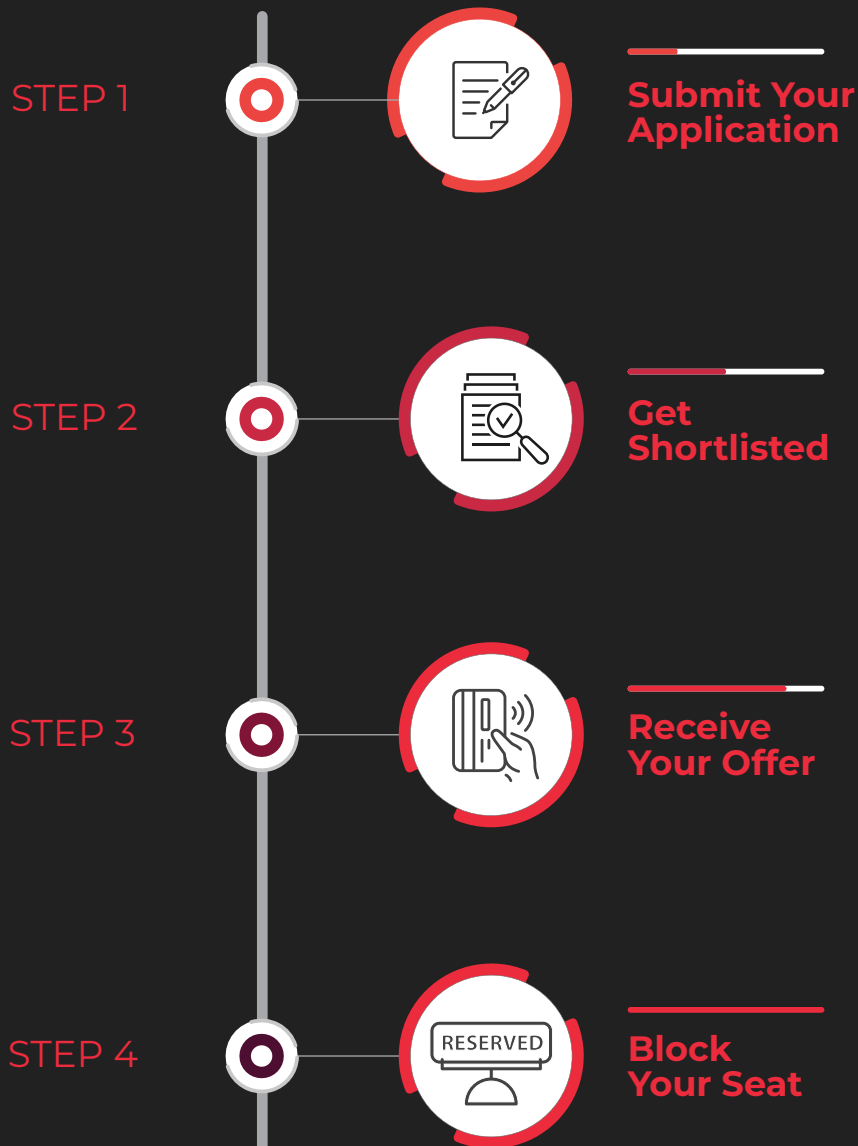 STEP 1
Submit Your
Application
STEP 2
Get
Shortlisted
STEP 3
Receive
Your Offer
STEP 4
RESERVED
Block
Your Seat